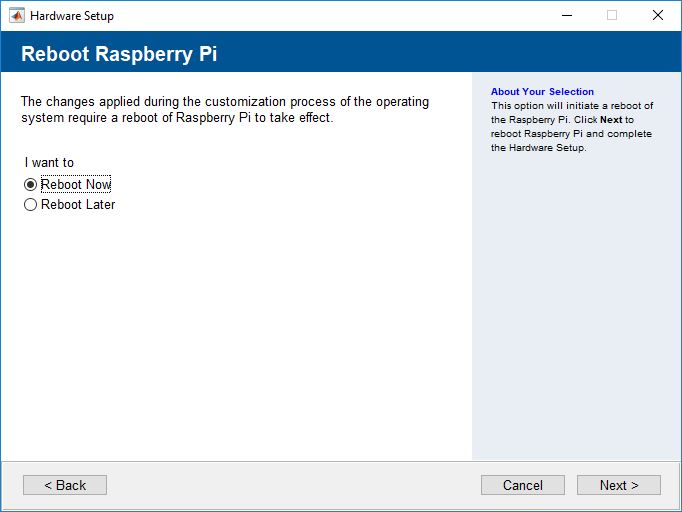 Hardware Setup
Reboot Raspberry Pi
The changes applied during the customization process of the operating
system require a reboot of Raspberry Pi to take effect.
I want to
Reboot Now
Reboot Later
About Your Selection
This option will initiate a reboot of
the Raspberry Pi. Click Next to
reboot Raspberry Pi and complete
the Hardware Setup.
< Back
Cancel
Next >